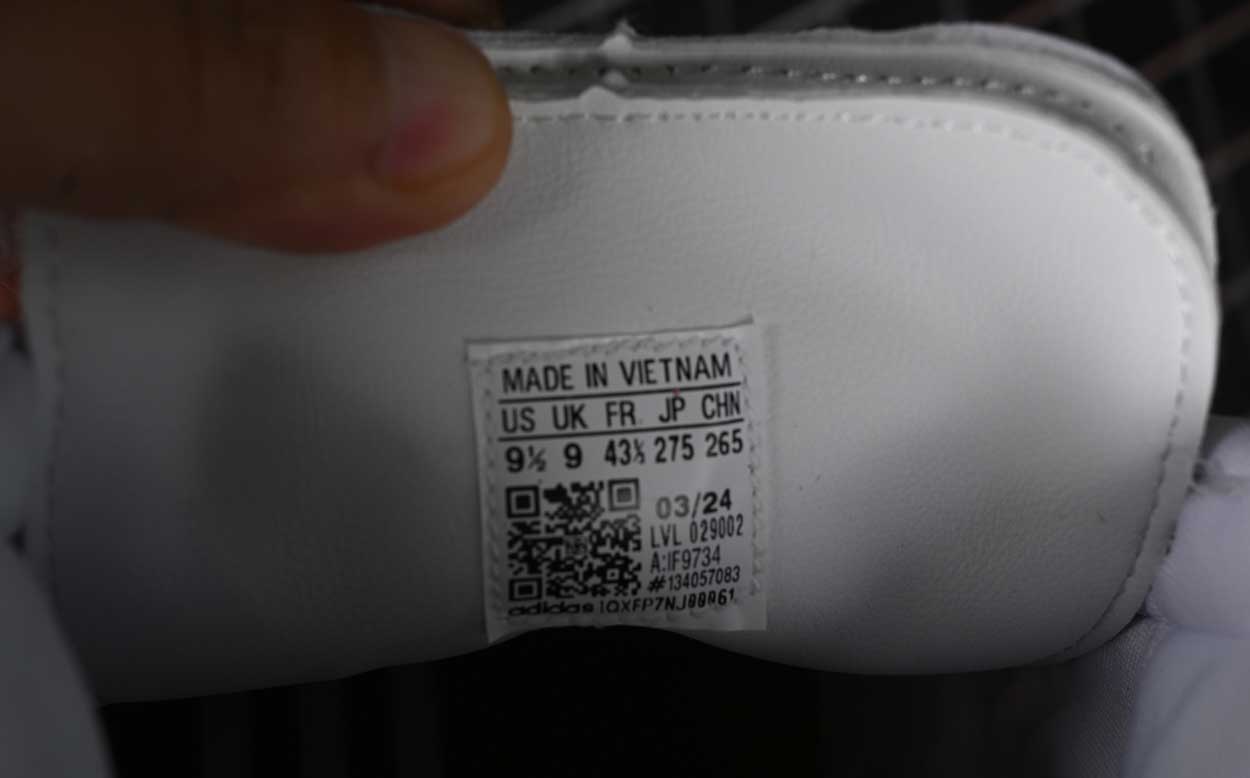 MADE IN VIETNAM
US UK FR JP CHN
9½ 9 43⅓ 275 265
03/24
LVL 029002
A:IF9734
#134057083
adidas